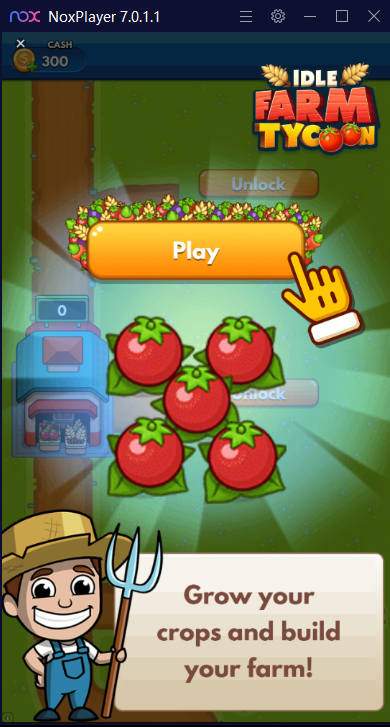 NoxPlayer 7.0.1.1
CASH
300
IDLE
FARM
TYCOON
Unlock
Play
0
Unlock
Grow your
crops and build
your farm!